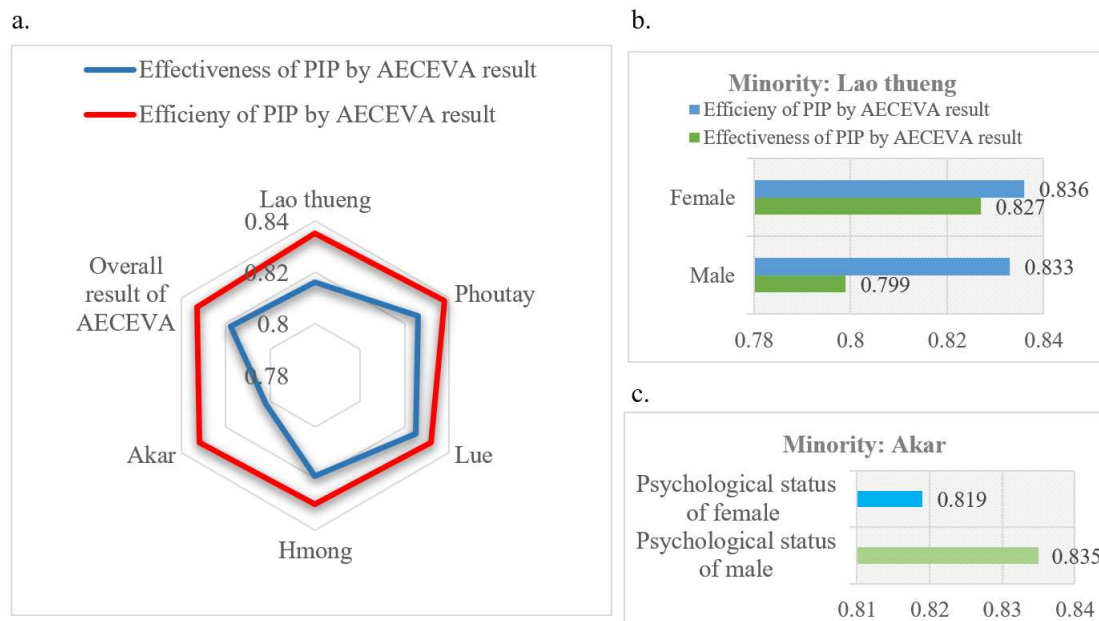 a.
Effectiveness of PIP by AECEVA result
Efficieny of PIP by AECEVA result
Lao thueng
0.84
0.82
0.8
0.78
Phoutay
Lue
Hmong
Akar
Overall
result of
AECEVA
b.
Minority: Lao thueng
Efficieny of PIP by AECEVA result
Effectiveness of PIP by AECEVA result
Female
0.836
0.827
Male
0.833
0.799
0.78 0.8 0.82 0.84
c.
Minority: Akar
Psychological status
of female
0.819
Psychological status
of male
0.835
0.81 0.82 0.83 0.84